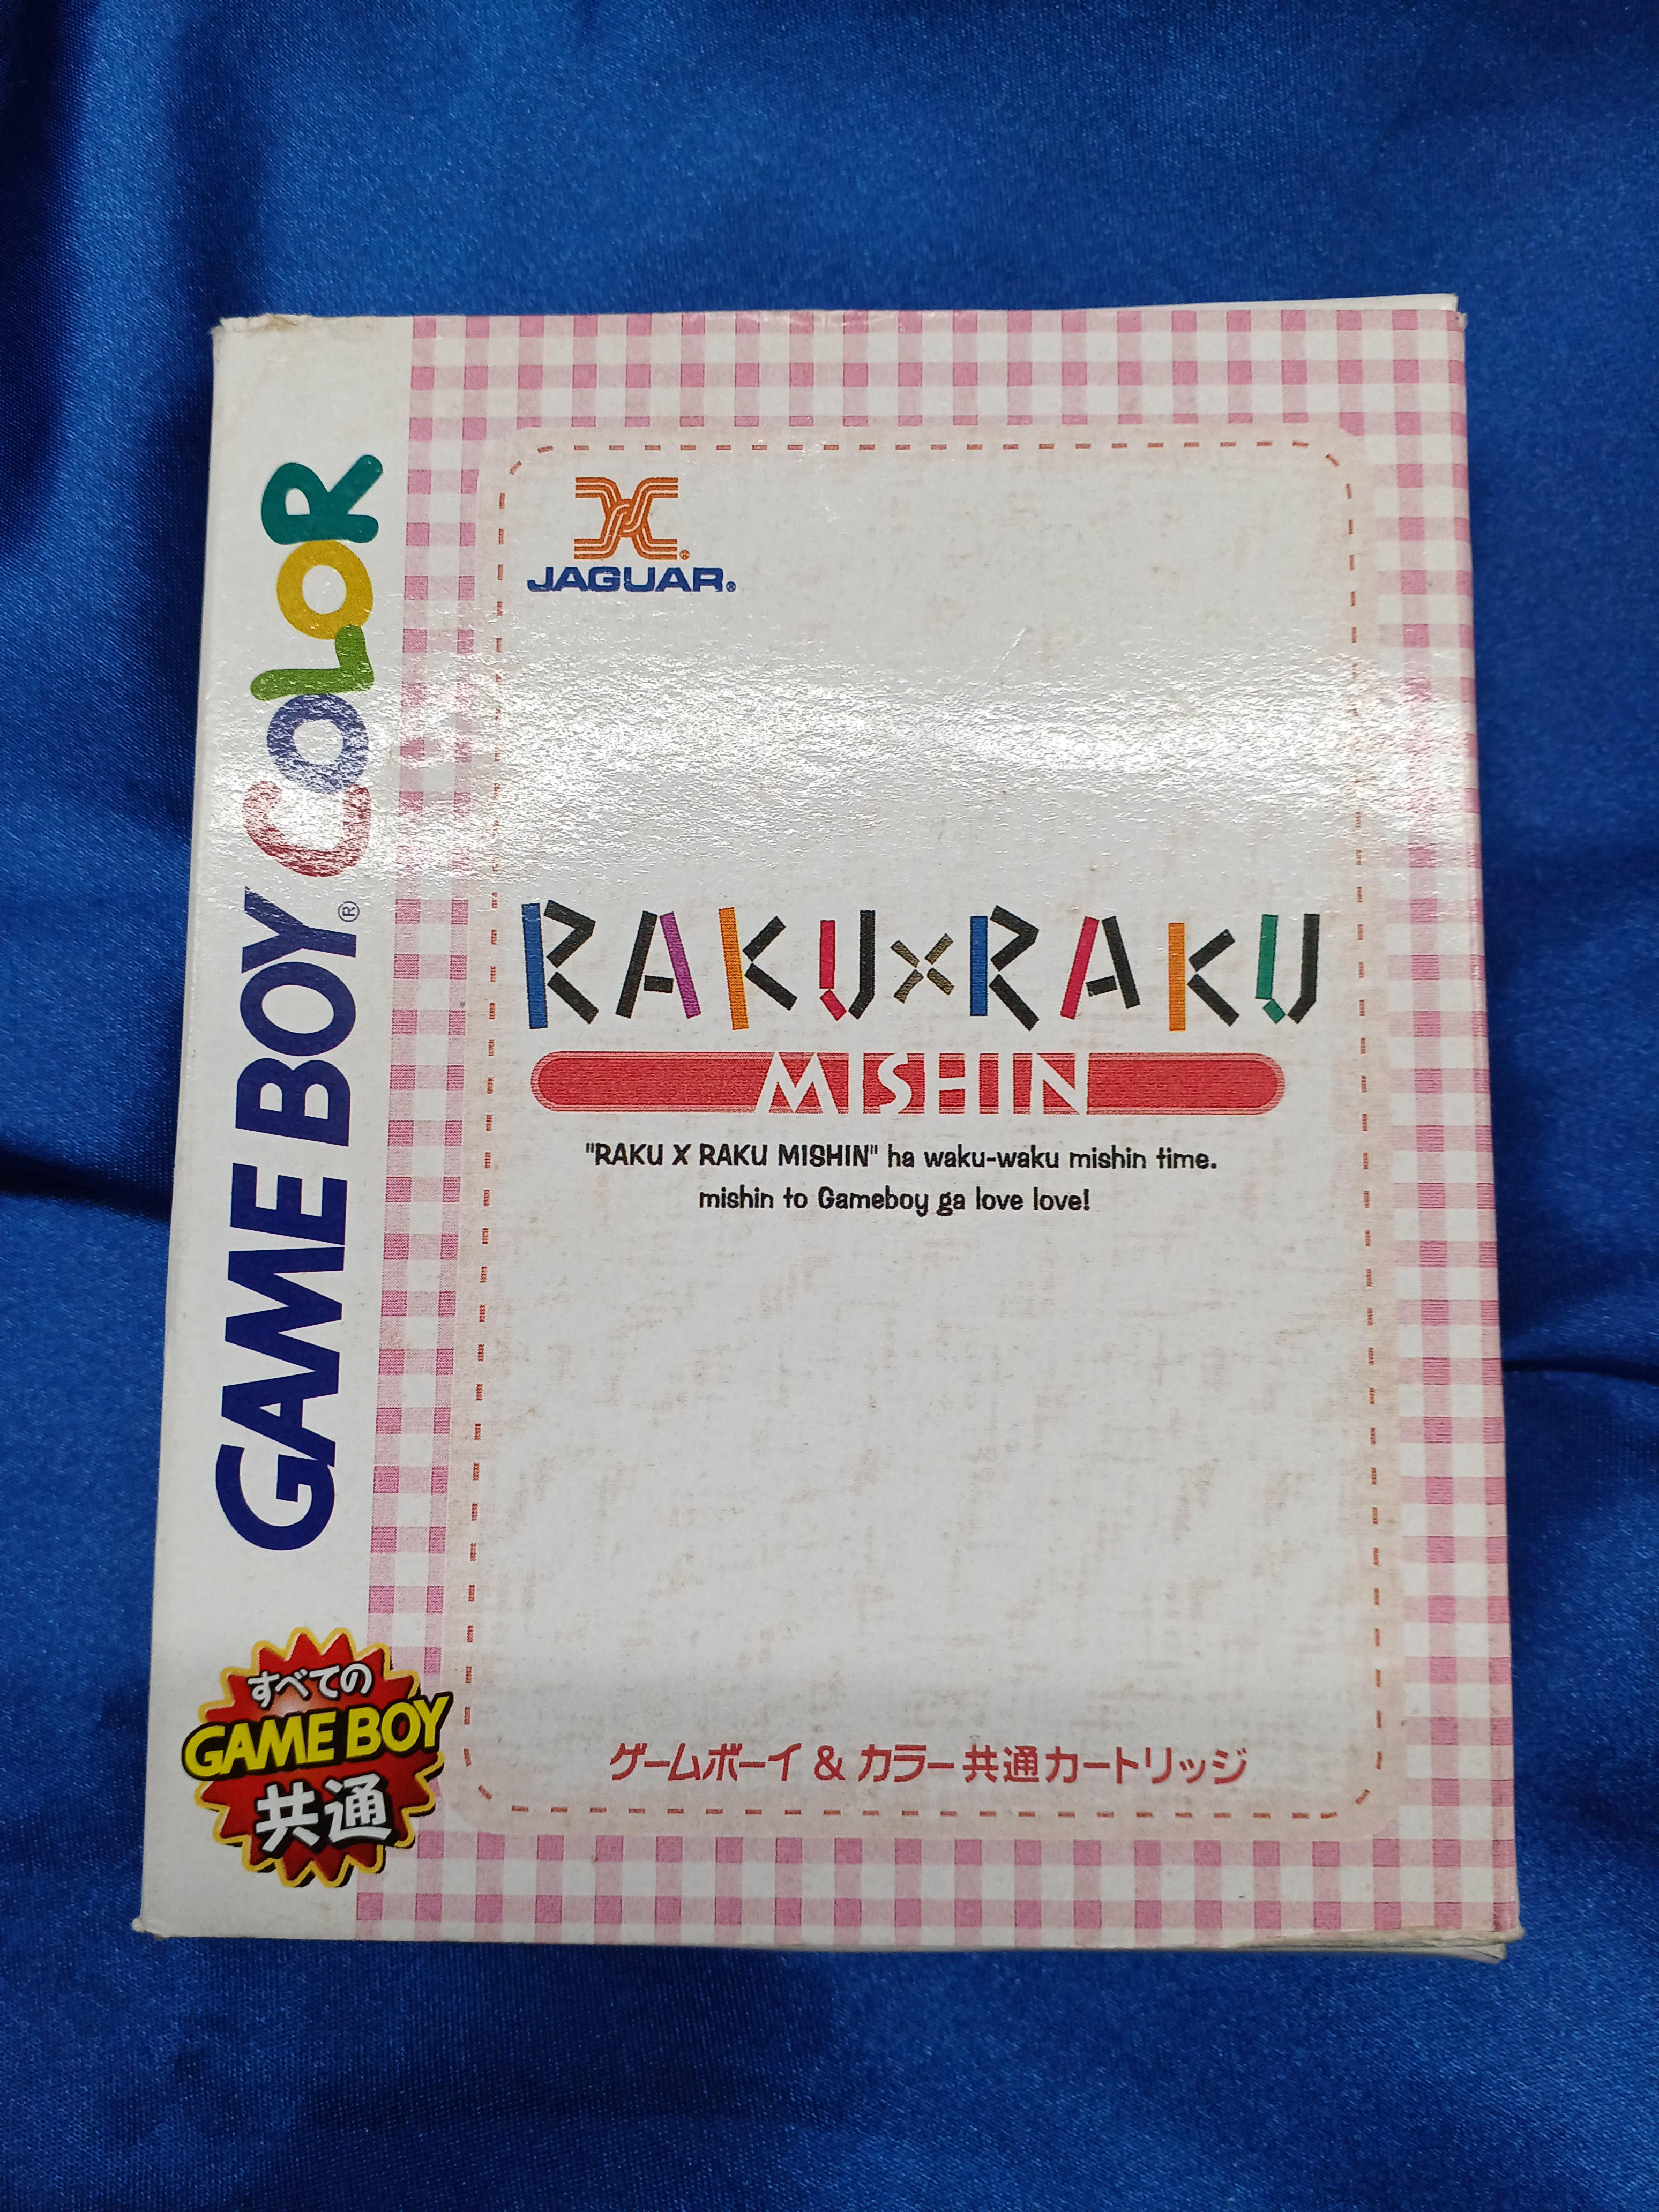 GAME BOY COLOR
JAGUAR
RAKU×RAKU
MISHIN
"RAKU X RAKU MISHIN" ha waku-waku mishin time.
mishin to Gameboy ga love love!
すべての
GAME BOY
共通
ゲームボーイ & カラー共通カートリッジ